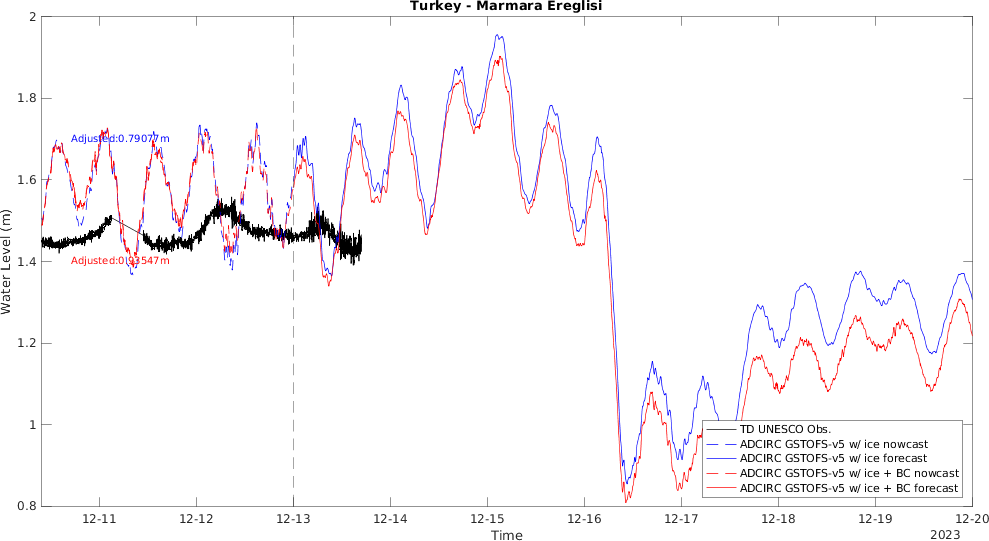 Turkey - Marmara Ereglisi
2
1.8
1.6
1.4
1.2
1
0.8
Water Level (m)
Adjusted:0.79077m
Adjusted:0.93547m
TD UNESCO Obs.
ADCIRC GSTOFS-v5 w/ ice nowcast
ADCIRC GSTOFS-v5 w/ ice forecast
ADCIRC GSTOFS-v5 w/ ice + BC nowcast
ADCIRC GSTOFS-v5 w/ ice + BC forecast
12-11 12-12 12-13 12-14 12-15 12-16 12-17 12-18 12-19 12-20
Time
2023